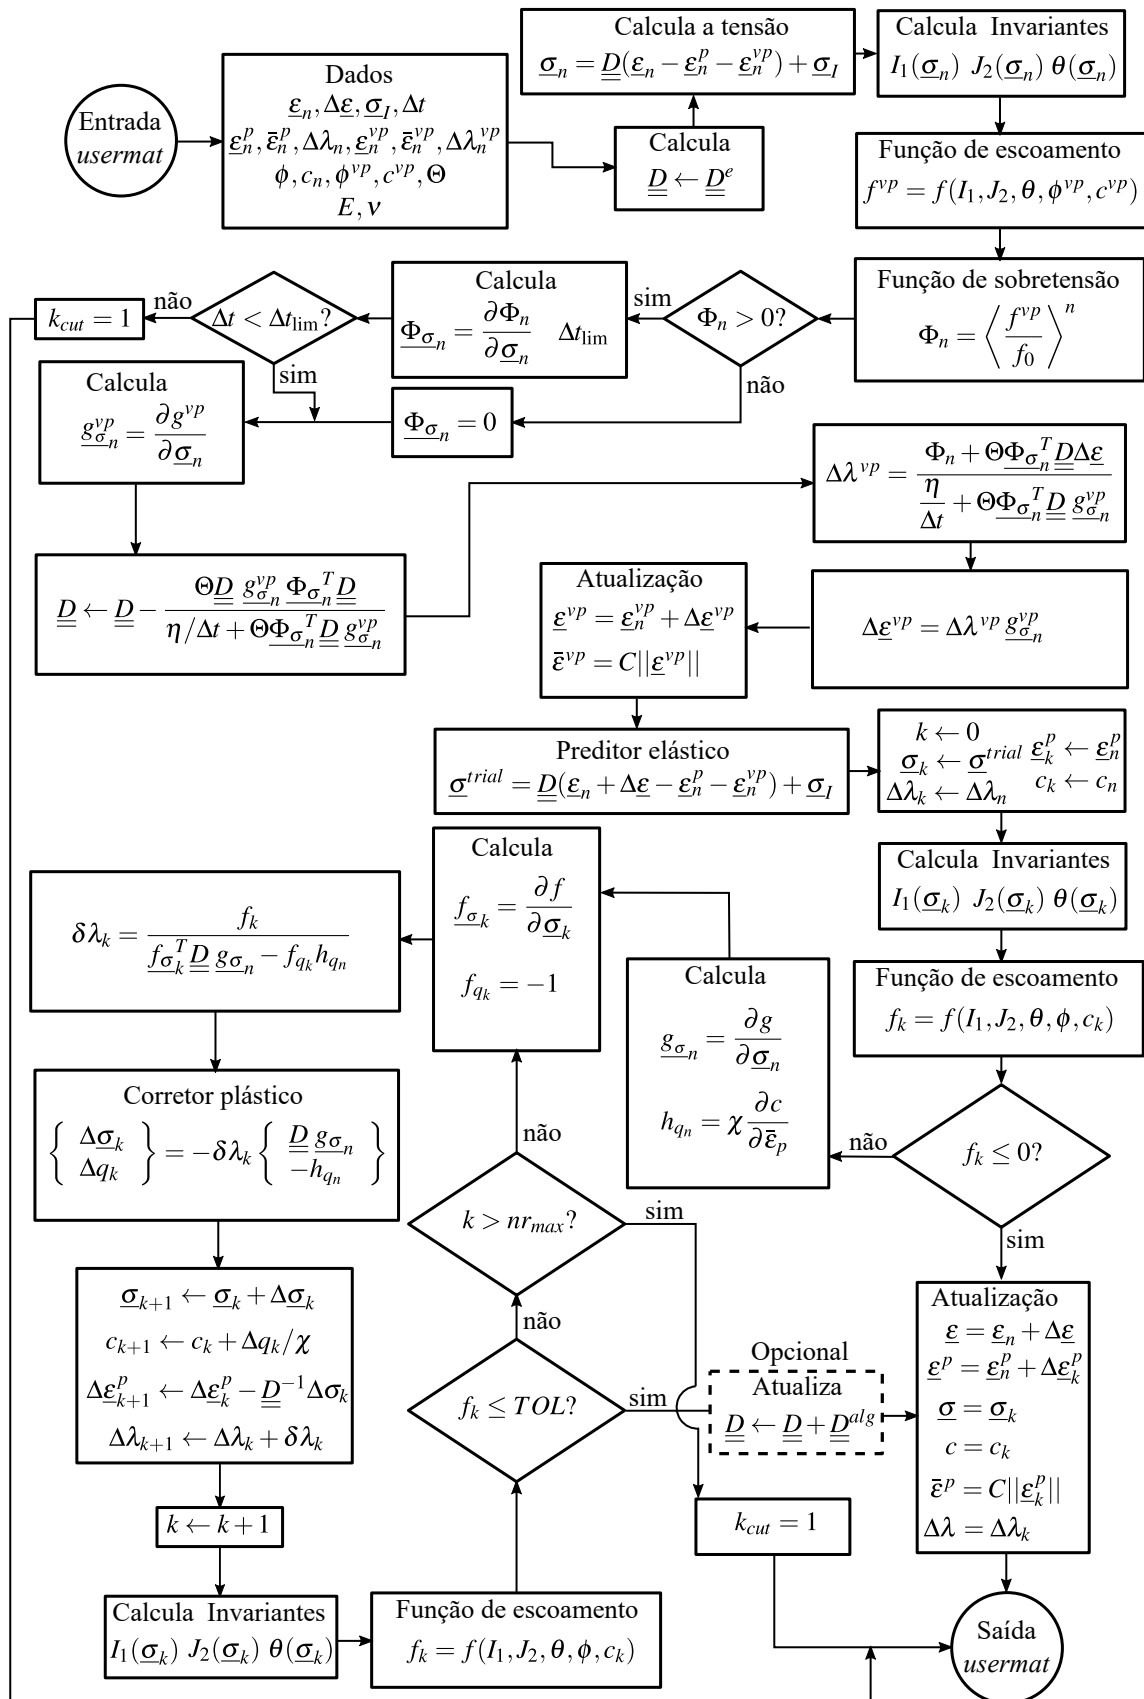 Entrada
usermat
Dados
ε_n, Δε, σ_I, Δt
ε_n^p, ε̄_n^p, Δλ_n, ε_n^vp, ε̄_n^vp, Δλ_n^vp
ϕ, c_n, ϕ^vp, c^vp, Θ
E, ν
Calcula
D ← D^e
Calcula a tensão
σ_n = D(ε_n − ε_n^p − ε_n^vp) + σ_I
Calcula Invariantes
I_1(σ_n) J_2(σ_n) θ(σ_n)
Função de escoamento
f^vp = f(I_1, J_2, θ, ϕ^vp, c^vp)
Função de sobretensão
Φ_n = ⟨f^vp / f_0⟩^n
Φ_n > 0?
sim
não
Calcula
Φ_σn = ∂Φ_n / ∂σ_n Δt_lim
Δt < Δt_lim?
não
sim
k_cut = 1
Φ_σn = 0
Calcula
g_σn^vp = ∂g^vp / ∂σ_n
D ← D − ΘD g_σn^vp Φ_σn^T D / (η/Δt + ΘΦ_σn^T D g_σn^vp)
Δλ^vp = (Φ_n + ΘΦ_σn^T DΔε) / (η/Δt + ΘΦ_σn^T D g_σn^vp)
Δε^vp = Δλ^vp g_σn^vp
Atualização
ε^vp = ε_n^vp + Δε^vp
ε̄^vp = C||ε^vp||
Preditor elástico
σ^trial = D(ε_n + Δε − ε_n^p − ε_n^vp) + σ_I
k ← 0
σ_k ← σ^trial ε_k^p ← ε_n^p
Δλ_k ← Δλ_n c_k ← c_n
Calcula Invariantes
I_1(σ_k) J_2(σ_k) θ(σ_k)
Função de escoamento
f_k = f(I_1, J_2, θ, ϕ, c_k)
f_k ≤ 0?
não
sim
Calcula
g_σn = ∂g / ∂σ_n
h_qn = χ ∂c / ∂ε̄_p
Calcula
f_σk = ∂f / ∂σ_k
f_qk = −1
δλ_k = f_k / (f_σk^T D g_σn − f_qk h_qn)
Corretor plástico
{Δσ_k, Δq_k} = −δλ_k {D g_σn, −h_qn}
σ_k+1 ← σ_k + Δσ_k
c_k+1 ← c_k + Δq_k/χ
Δε_k+1^p ← Δε_k^p − D^−1 Δσ_k
Δλ_k+1 ← Δλ_k + δλ_k
k ← k + 1
Calcula Invariantes
I_1(σ_k) J_2(σ_k) θ(σ_k)
Função de escoamento
f_k = f(I_1, J_2, θ, ϕ, c_k)
f_k ≤ TOL?
não
sim
k > nr_max?
não
sim
Opcional
Atualiza
D ← D + D^alg
k_cut = 1
Atualização
ε = ε_n + Δε
ε^p = ε_n^p + Δε_k^p
σ = σ_k
c = c_k
ε̄^p = C||ε_k^p||
Δλ = Δλ_k
Saída
usermat